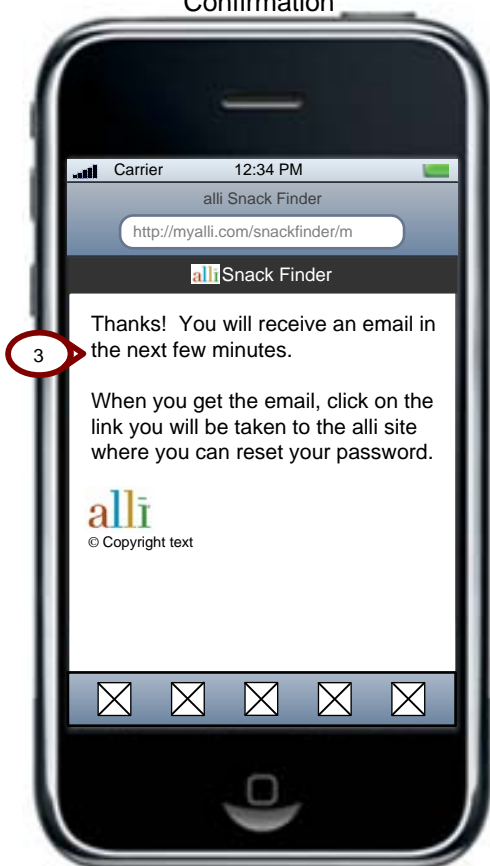 Confirmation
Carrier 12:34 PM
alli Snack Finder
http://myalli.com/snackfinder/m
alli Snack Finder
Thanks!  You will receive an email in
3
the next few minutes.
When you get the email, click on the
link you will be taken to the alli site
where you can reset your password.
alli
© Copyright text